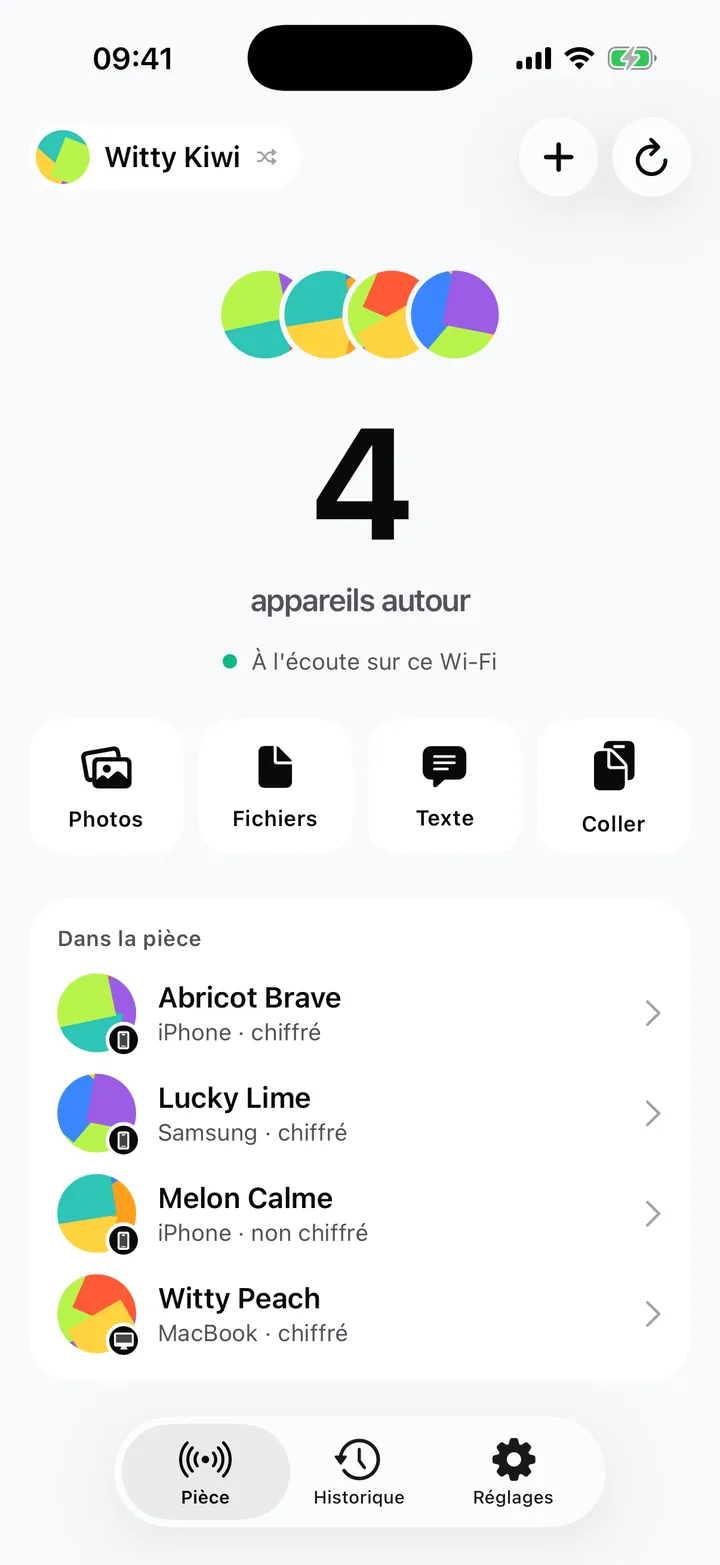 09:41
Witty Kiwi
4
appareils autour
À l'écoute sur ce Wi-Fi
Photos
Fichiers
Texte
Coller
Dans la pièce
Abricot Brave
iPhone · chiffré
Lucky Lime
Samsung · chiffré
Melon Calme
iPhone · non chiffré
Witty Peach
MacBook · chiffré
Pièce
Historique
Réglages